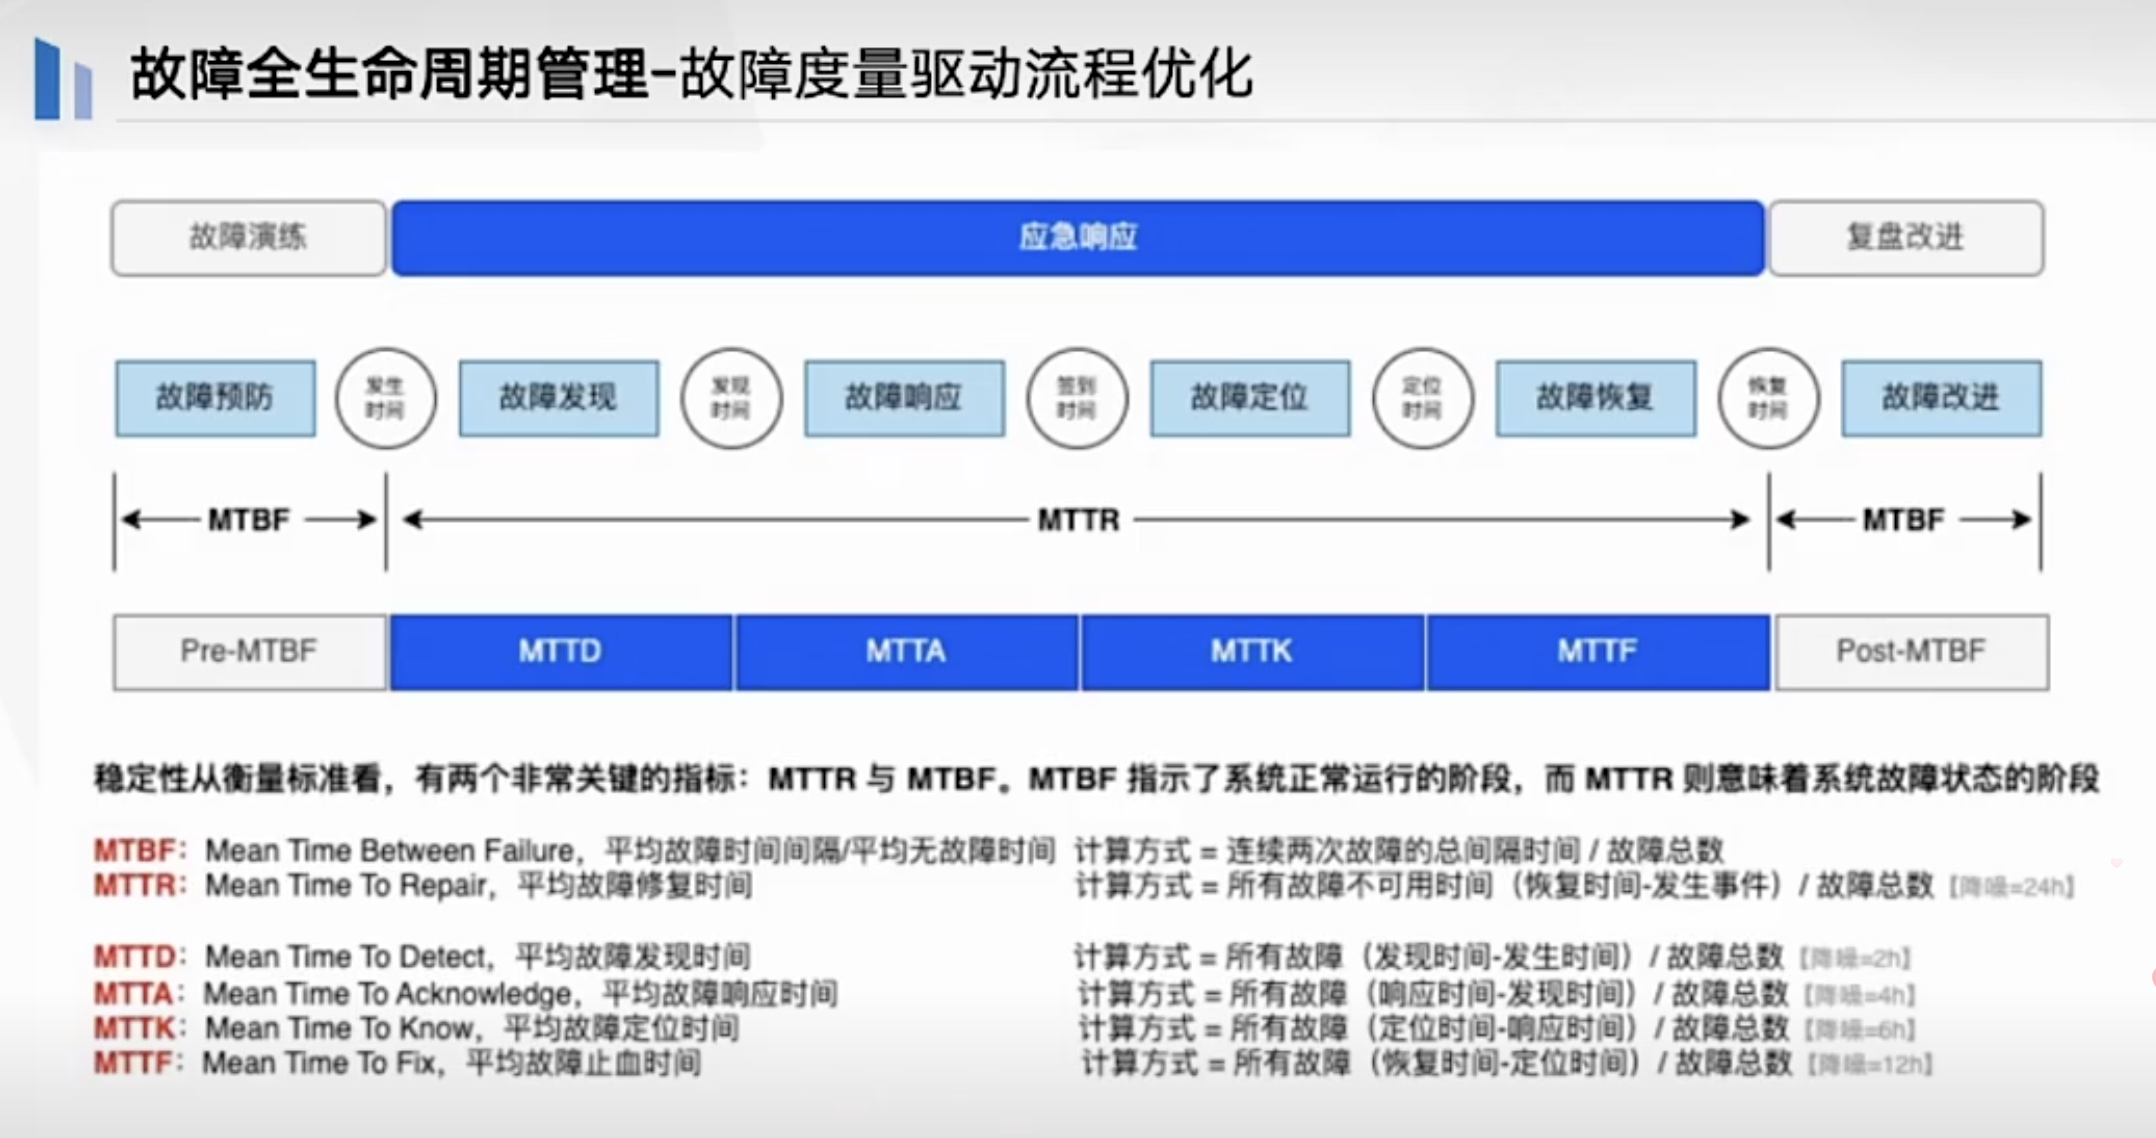 故障全生命周期管理-故障度量驱动流程优化
故障演练
应急响应
复盘改进
故障预防
发生
时间
故障发现
发现
时间
故障响应
签到
时间
故障定位
定位
时间
故障恢复
恢复
时间
故障改进
MTBF
MTTR
MTBF
Pre-MTBF
MTTD
MTTA
MTTK
MTTF
Post-MTBF
稳定性从衡量标准看，有两个非常关键的指标：MTTR 与 MTBF。MTBF 指示了系统正常运行的阶段，而 MTTR 则意味着系统故障状态的阶段
MTBF：Mean Time Between Failure，平均故障时间间隔/平均无故障时间 计算方式 = 连续两次故障的总间隔时间 / 故障总数
MTTR：Mean Time To Repair，平均故障修复时间 计算方式 = 所有故障不可用时间（恢复时间-发生事件）/ 故障总数【降噪=24h】
MTTD：Mean Time To Detect，平均故障发现时间 计算方式 = 所有故障（发现时间-发生时间）/ 故障总数【降噪=2h】
MTTA：Mean Time To Acknowledge，平均故障响应时间 计算方式 = 所有故障（响应时间-发现时间）/ 故障总数【降噪=4h】
MTTK：Mean Time To Know，平均故障定位时间 计算方式 = 所有故障（定位时间-响应时间）/ 故障总数【降噪=6h】
MTTF：Mean Time To Fix，平均故障止血时间 计算方式 = 所有故障（恢复时间-定位时间）/ 故障总数【降噪=12h】